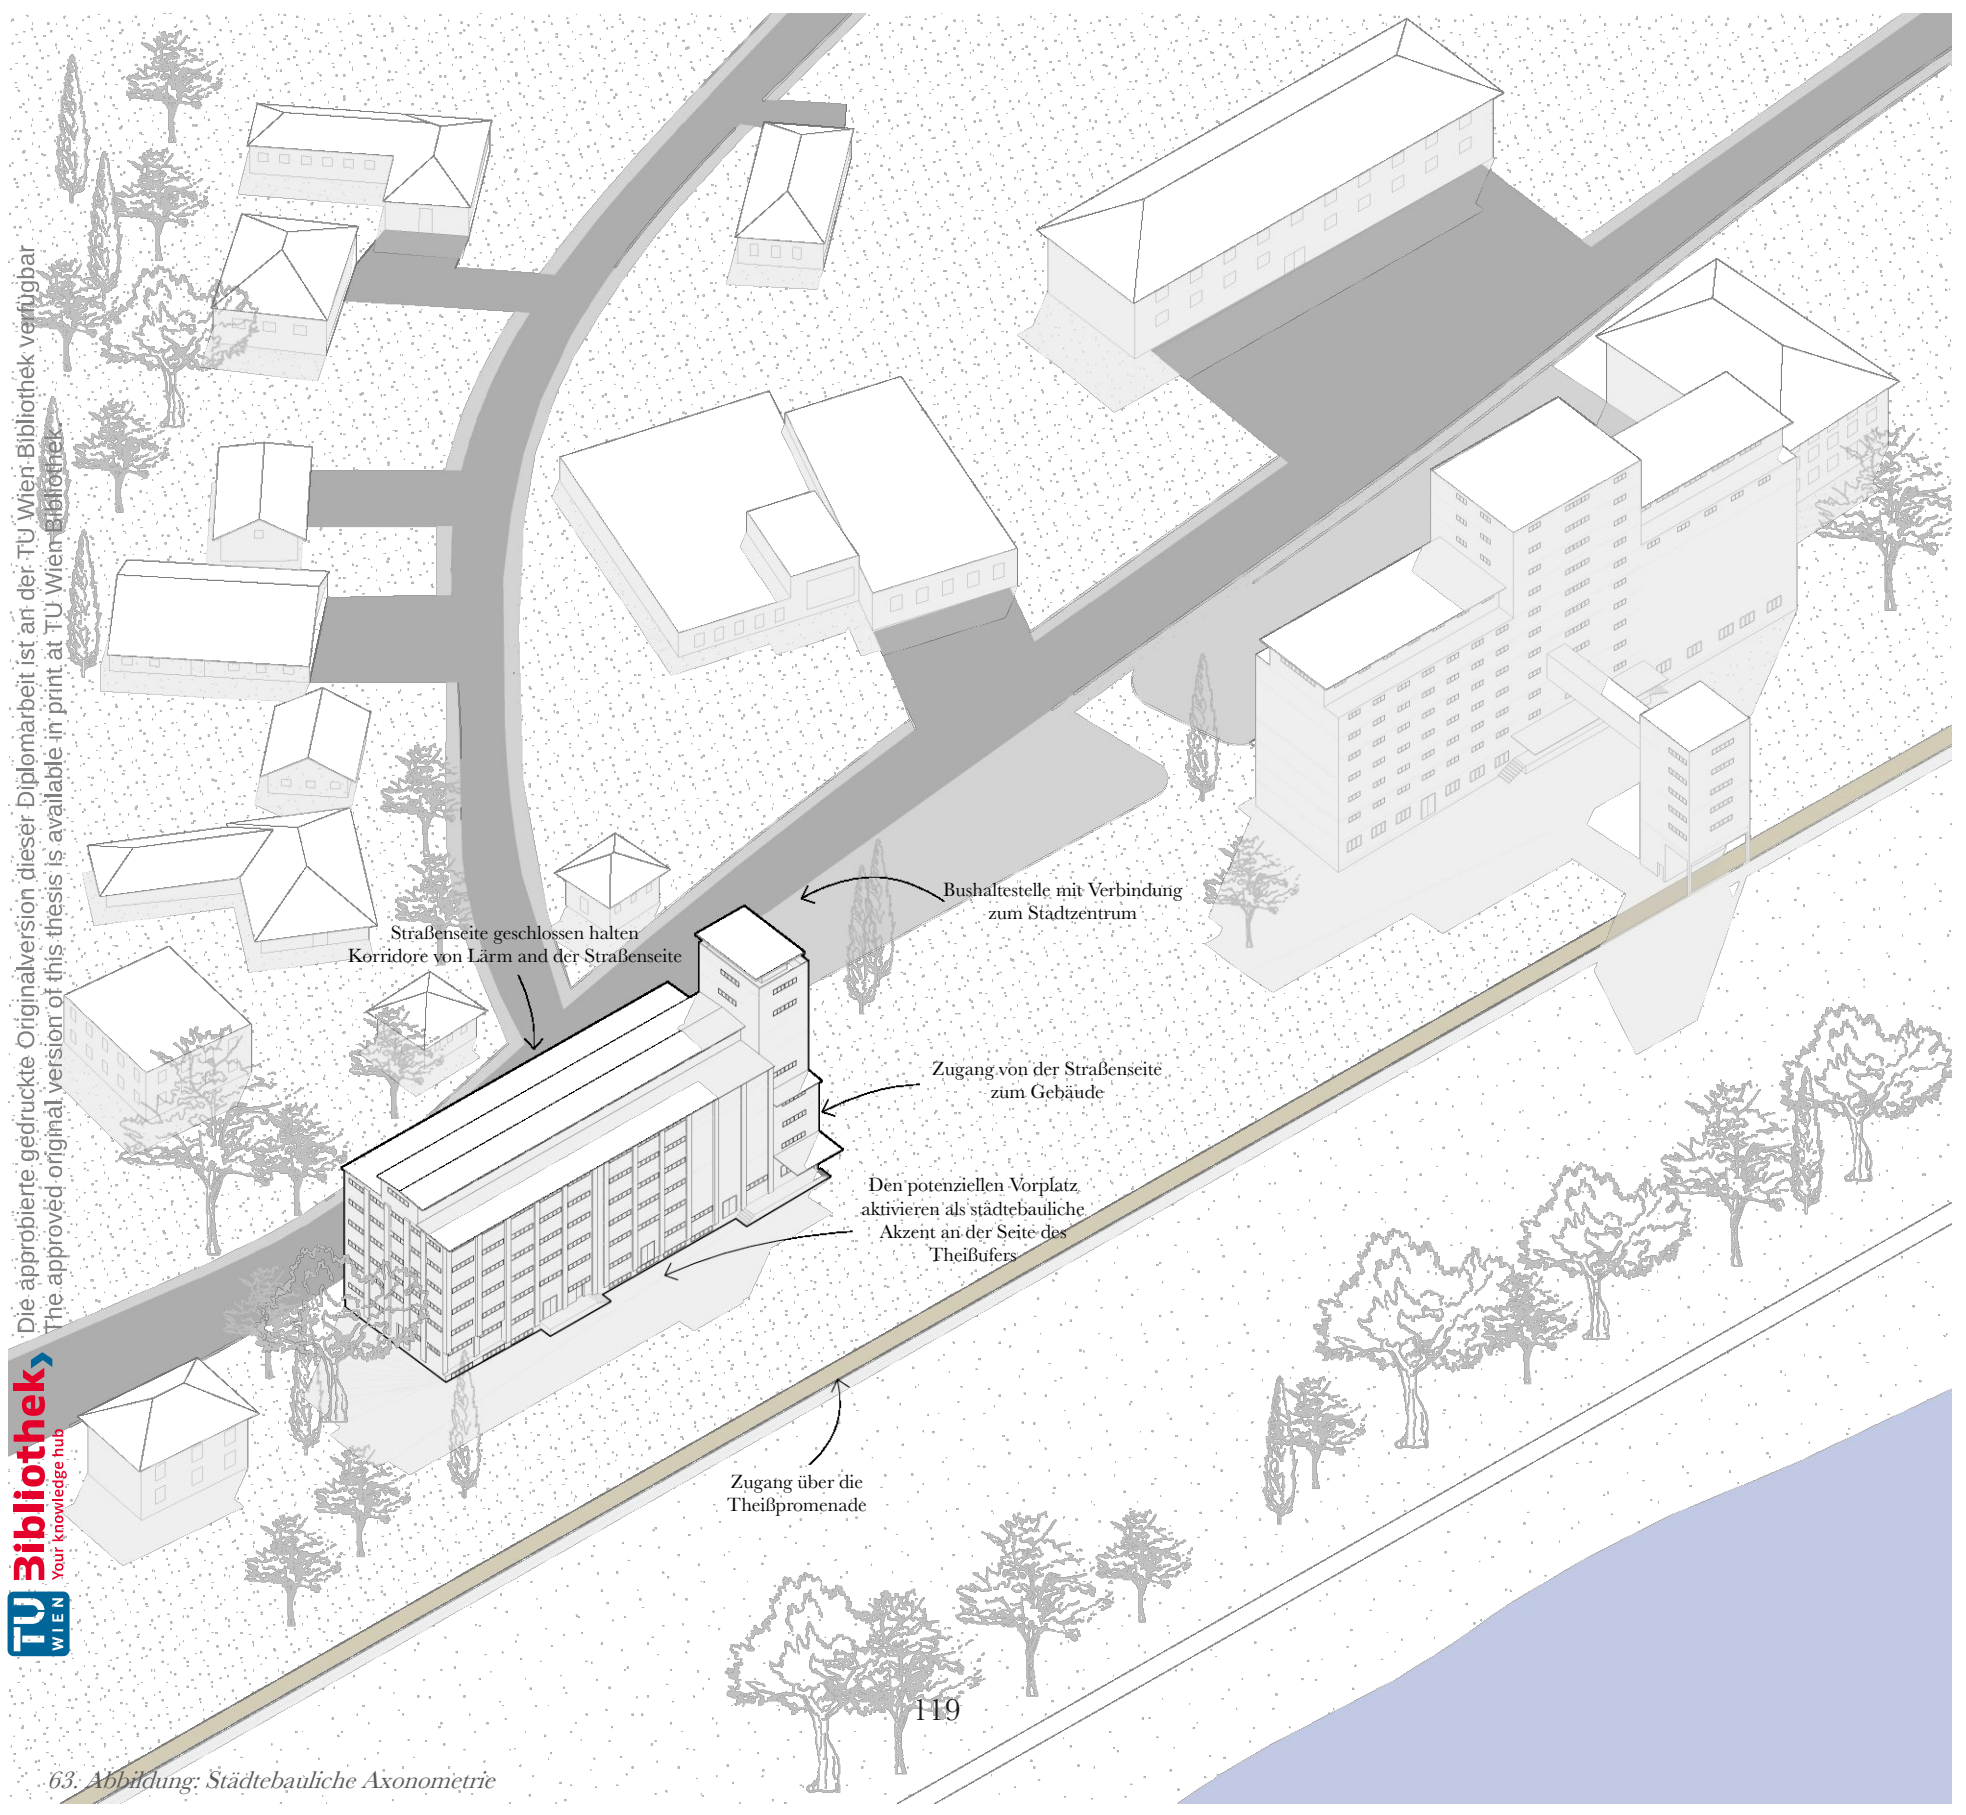 Die approbierte gedruckte Originalversion dieser Diplomarbeit ist an der TU Wien Bibliothek verfügbar
The approved original version of this thesis is available in print at TU Wien Bibliothek.
TU WIEN
Bibliothek
Your knowledge hub
Bushaltestelle mit Verbindung
zum Stadtzentrum
Straßenseite geschlossen halten
Korridore von Lärm and der Straßenseite
Zugang von der Straßenseite
zum Gebäude
Den potenziellen Vorplatz
aktivieren als städtebauliche
Akzent an der Seite des
Theißufers
Zugang über die
Theißpromenade
119
63. Abbildung: Städtebauliche Axonometrie